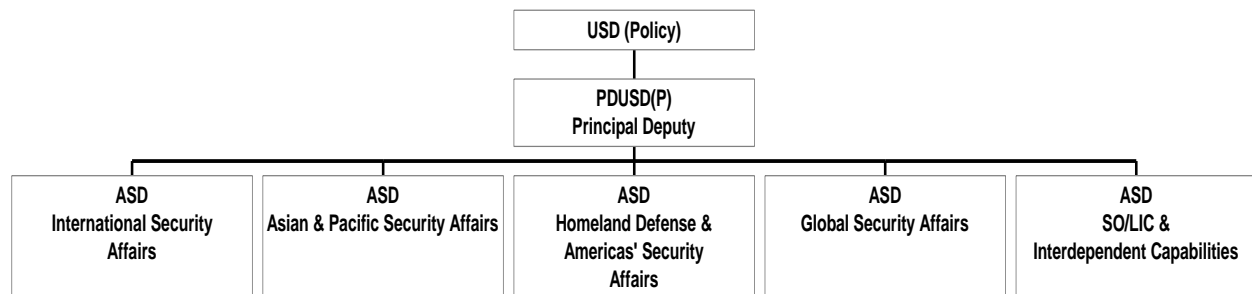 USD (Policy)
PDUSD(P)
Principal Deputy
ASD
International Security
Affairs
ASD
Asian & Pacific Security Affairs
ASD
Homeland Defense &
Americas' Security
Affairs
ASD
Global Security Affairs
ASD
SO/LIC &
Interdependent Capabilities